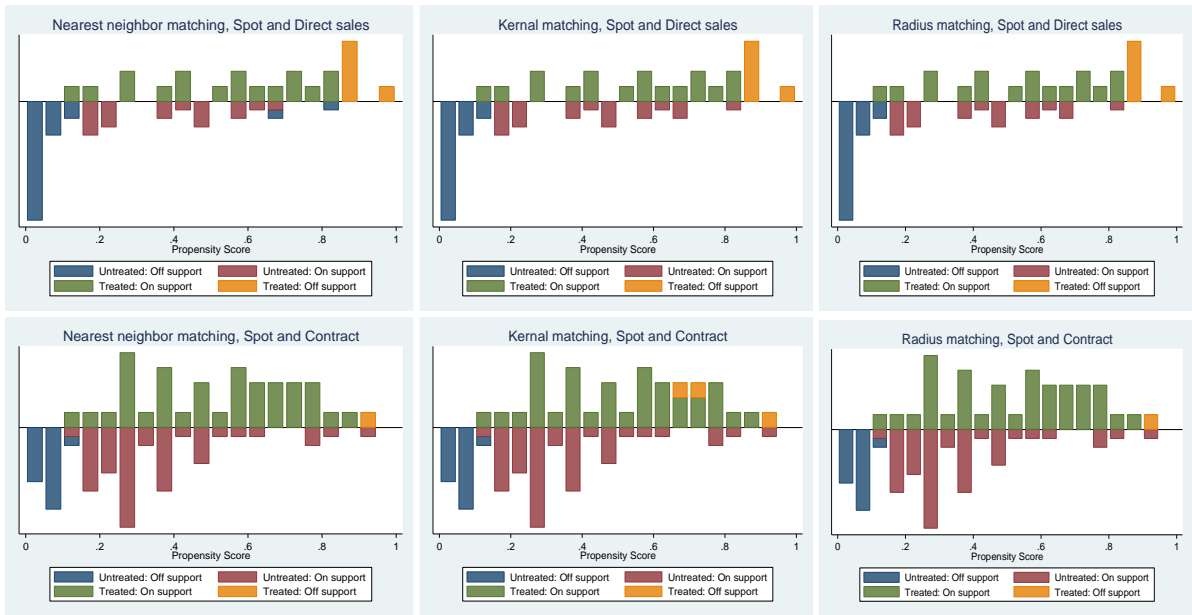 Nearest neighbor matching, Spot and Direct sales
0 .2 .4 .6 .8 1
Propensity Score
Untreated: Off support Untreated: On support
Treated: On support Treated: Off support
Kernal matching, Spot and Direct sales
0 .2 .4 .6 .8 1
Propensity Score
Untreated: Off support Untreated: On support
Treated: On support Treated: Off support
Radius matching, Spot and Direct sales
0 .2 .4 .6 .8 1
Propensity Score
Untreated: Off support Untreated: On support
Treated: On support Treated: Off support
Nearest neighbor matching, Spot and Contract
0 .2 .4 .6 .8 1
Propensity Score
Untreated: Off support Untreated: On support
Treated: On support Treated: Off support
Kernal matching, Spot and Contract
0 .2 .4 .6 .8 1
Propensity Score
Untreated: Off support Untreated: On support
Treated: On support Treated: Off support
Radius matching, Spot and Contract
0 .2 .4 .6 .8 1
Propensity Score
Untreated: Off support Untreated: On support
Treated: On support Treated: Off support